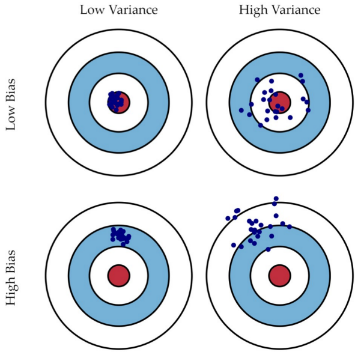 Low Variance
High Variance
Low Bias
High Bias